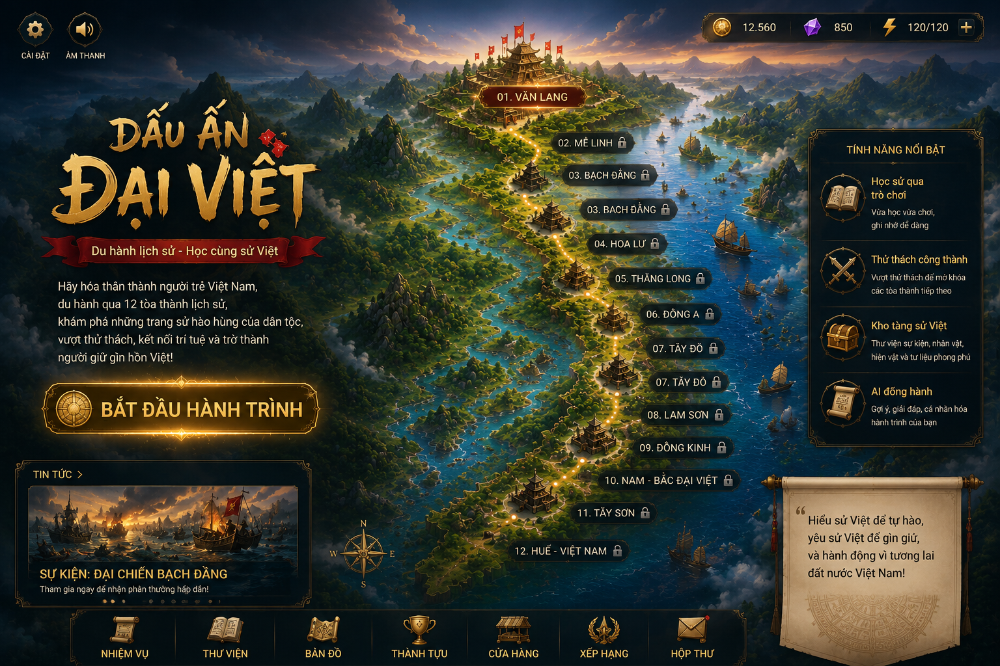 CÀI ĐẶT
ÂM THANH
12.560
850
120/120
DẤU ẤN
ĐẠI VIỆT
Du hành lịch sử - Học cùng sử Việt
Hãy hóa thân thành người trẻ Việt Nam,
du hành qua 12 tòa thành lịch sử,
khám phá những trang sử hào hùng của dân tộc,
vượt thử thách, kết nối trí tuệ và trở thành
người giữ gìn hồn Việt!
BẮT ĐẦU HÀNH TRÌNH
TIN TỨC >
SỰ KIỆN: ĐẠI CHIẾN BẠCH ĐẰNG
Tham gia ngay để nhận phần thưởng hấp dẫn!
01. VĂN LANG
02. MÊ LINH
03. BẠCH ĐẰNG
03. BACH ĐẰNG
04. HOA LƯ
05. THĂNG LONG
06. ĐÔNG A
07. TÂY ĐÔ
07. TÂY ĐÔ
08. LAM SƠN
09. ĐÔNG KINH
10. NAM - BẮC ĐẠI VIỆT
11. TÂY SƠN
12. HUẾ - VIỆT NAM
N
W
E
S
TÍNH NĂNG NỔI BẬT
Học sử qua
trò chơi
Vừa học vừa chơi,
ghi nhớ dễ dàng
Thử thách công thành
Vượt thử thách để mở khóa
các tòa thành tiếp theo
Kho tàng sử Việt
Thư viện sự kiện, nhân vật,
hiện vật và tư liệu phong phú
AI đồng hành
Gợi ý, giải đáp, cá nhân hóa
hành trình của bạn
“ Hiểu sử Việt để tự hào,
yêu sử Việt để gìn giữ,
và hành động vì tương lai
đất nước Việt Nam!
NHIỆM VỤ
THƯ VIỆN
BẢN ĐỒ
THÀNH TỰU
CỬA HÀNG
XẾP HẠNG
HỘP THƯ